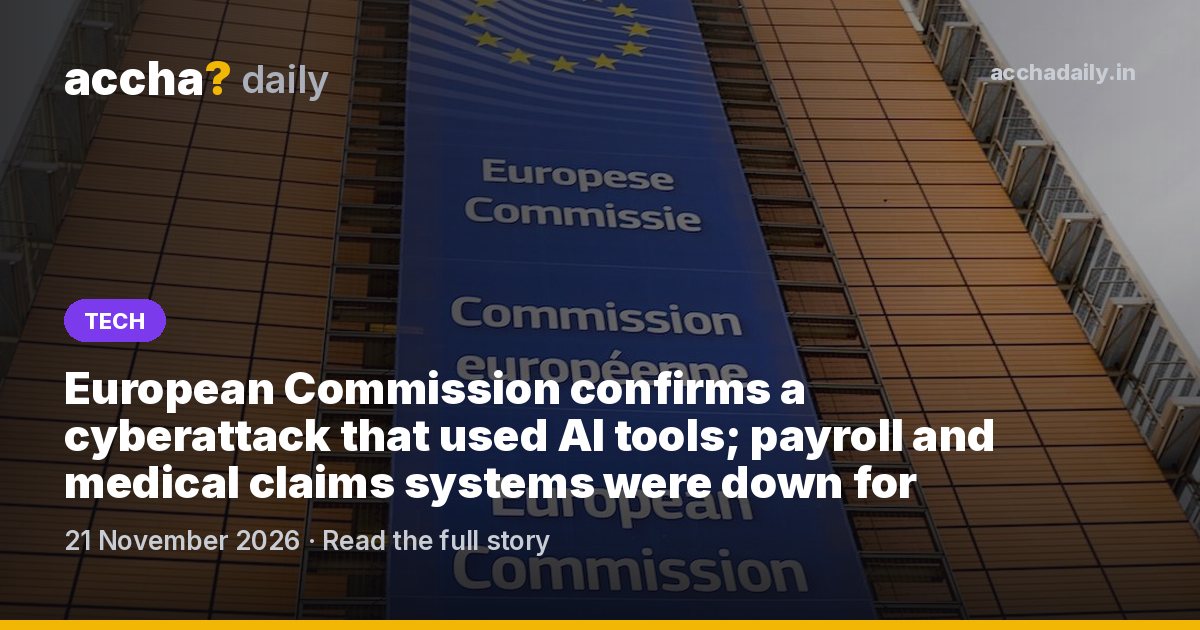 accha? daily
acchadaily.in
Europese
Commissie
Commission
européenne
TECH
European Commission confirms a
cyberattack that used AI tools; payroll and
medical claims systems were down for
European
21 November 2026 · Read the full story
Commission